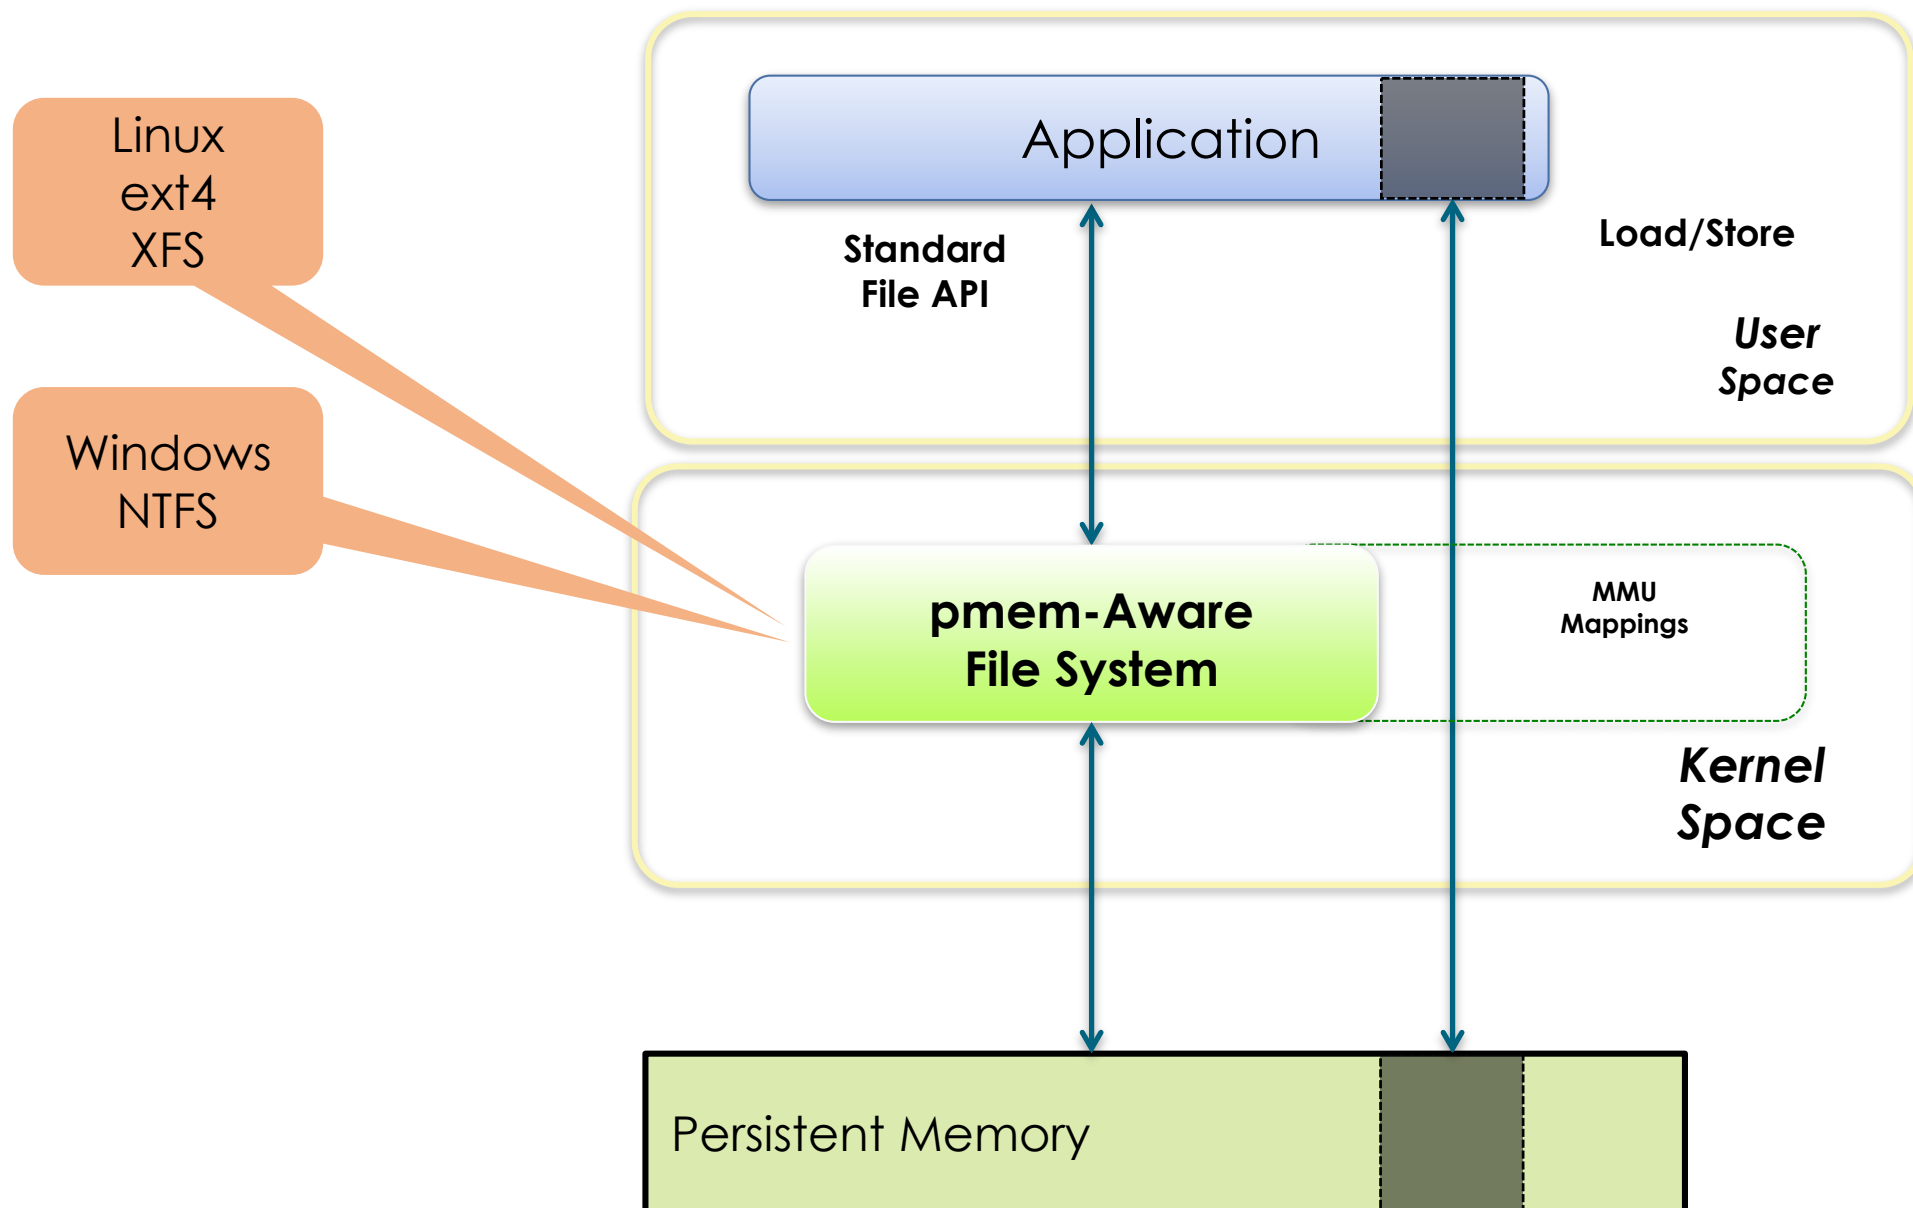 Linux
ext4
XFS
Windows
NTFS
Application
Standard
File API
Load/Store
User
Space
pmem-Aware
File System
MMU
Mappings
Kernel
Space
Persistent Memory